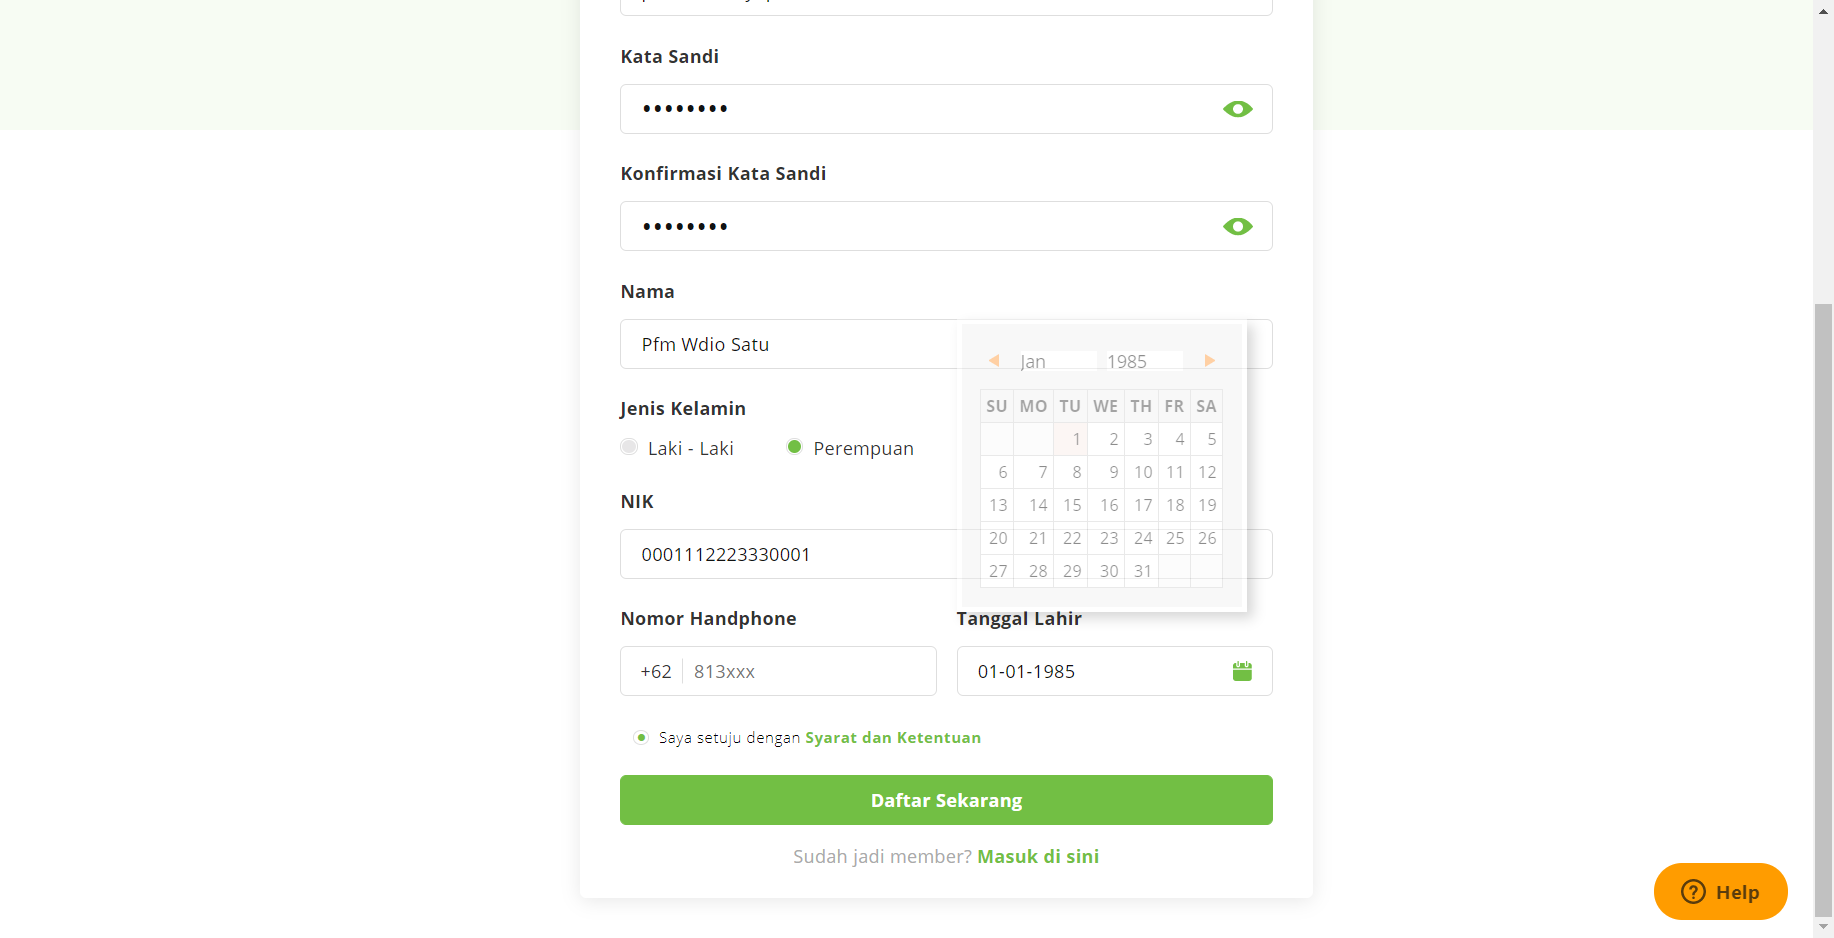 Kata Sandi
••••••••
Konfirmasi Kata Sandi
••••••••
Nama
Pfm Wdio Satu
Jan 1985
SU MO TU WE TH FR SA
1 2 3 4 5
6 7 8 9 10 11 12
13 14 15 16 17 18 19
20 21 22 23 24 25 26
27 28 29 30 31
Jenis Kelamin
Laki - Laki Perempuan
NIK
0001112223330001
Nomor Handphone Tanggal Lahir
+62 813xxx 01-01-1985
Saya setuju dengan Syarat dan Ketentuan
Daftar Sekarang
Sudah jadi member? Masuk di sini
Help